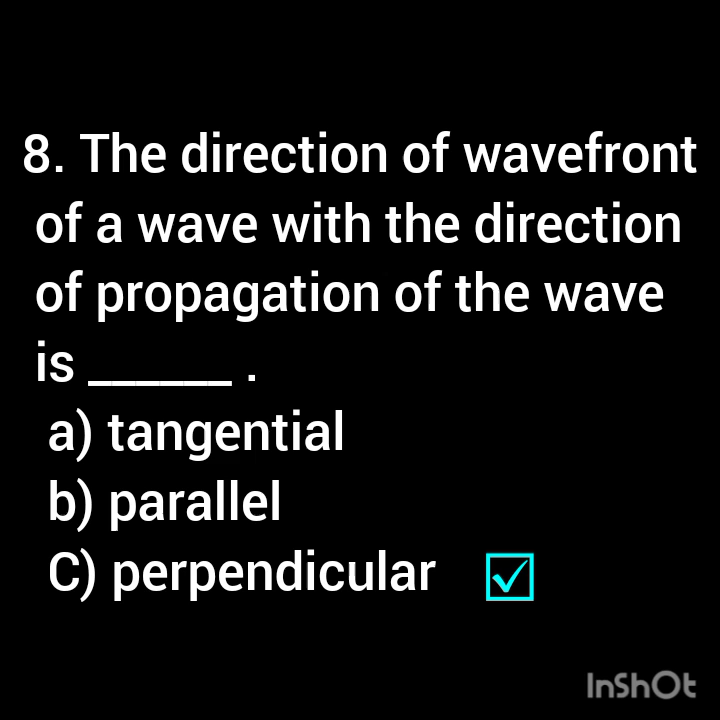 8. The direction of wavefront
of a wave with the direction
of propagation of the wave
is ______ .
a) tangential
b) parallel
C) perpendicular ☑
InShOt